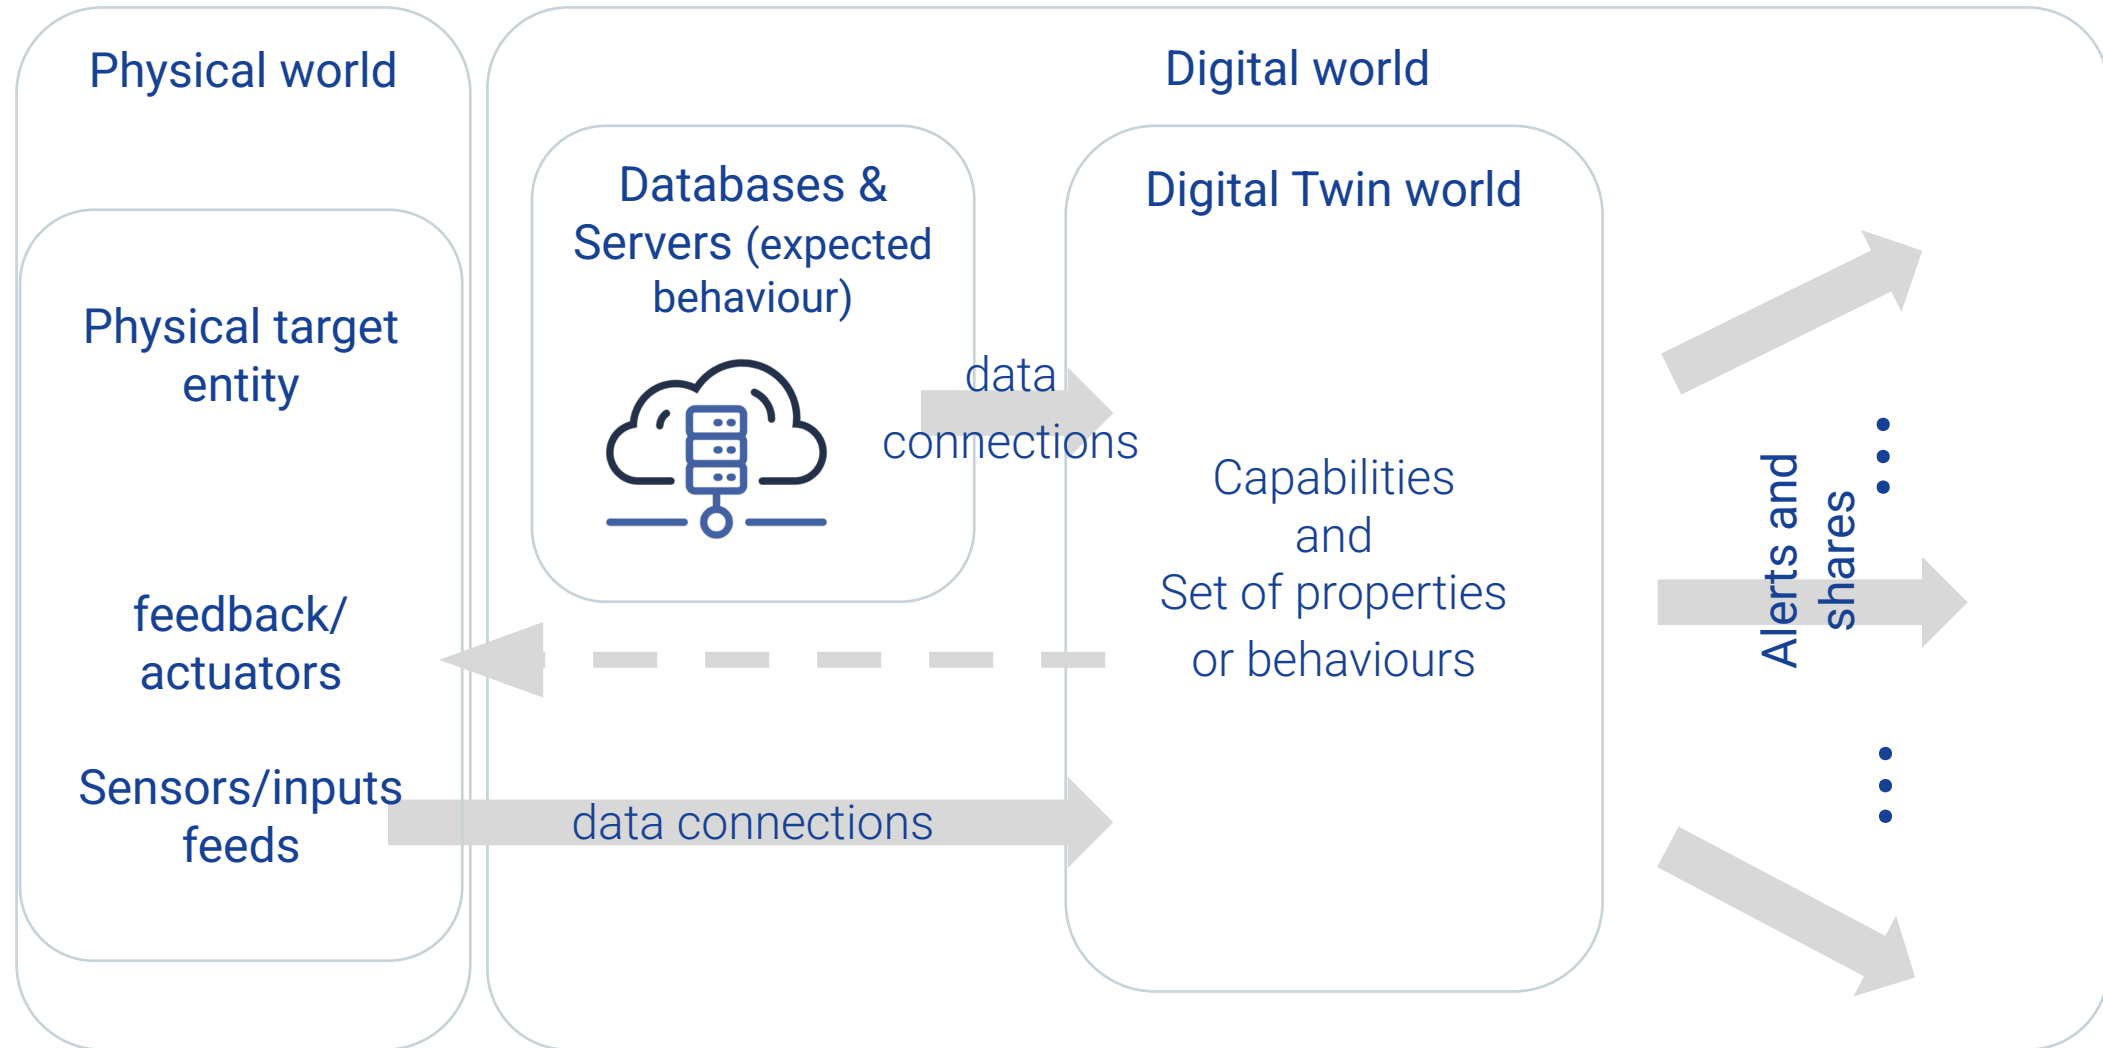 Physical world
Physical target
entity
feedback/
actuators
Sensors/inputs
feeds
Digital world
Databases &
Servers (expected
behaviour)
data
connections
data connections
Digital Twin world
Capabilities
and
Set of properties
or behaviours
Alerts and
shares